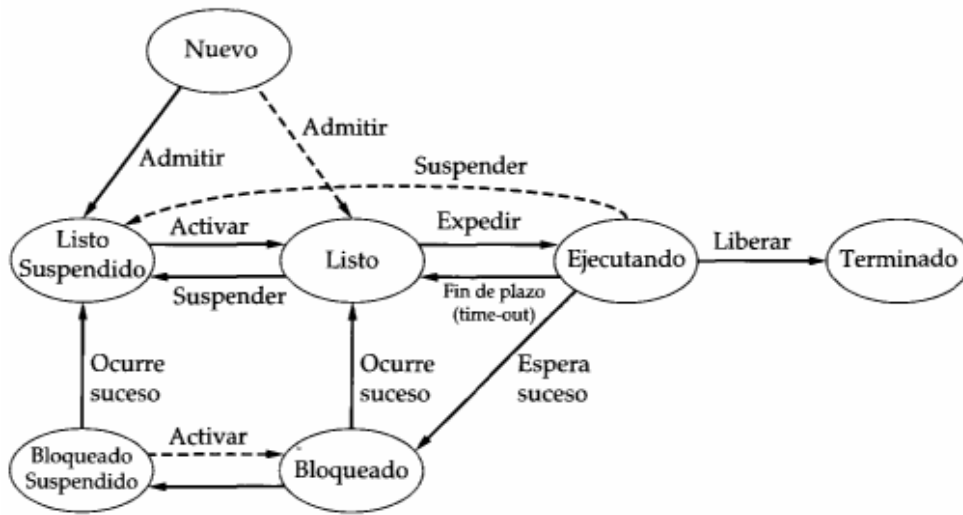 Nuevo
Admitir
Admitir
Suspender
Listo
Suspendido
Activar
Suspender
Listo
Expedir
Fin de plazo
(time-out)
Ejecutando
Liberar
Terminado
Ocurre
suceso
Ocurre
suceso
Espera
suceso
Bloqueado
Suspendido
Activar
Bloqueado